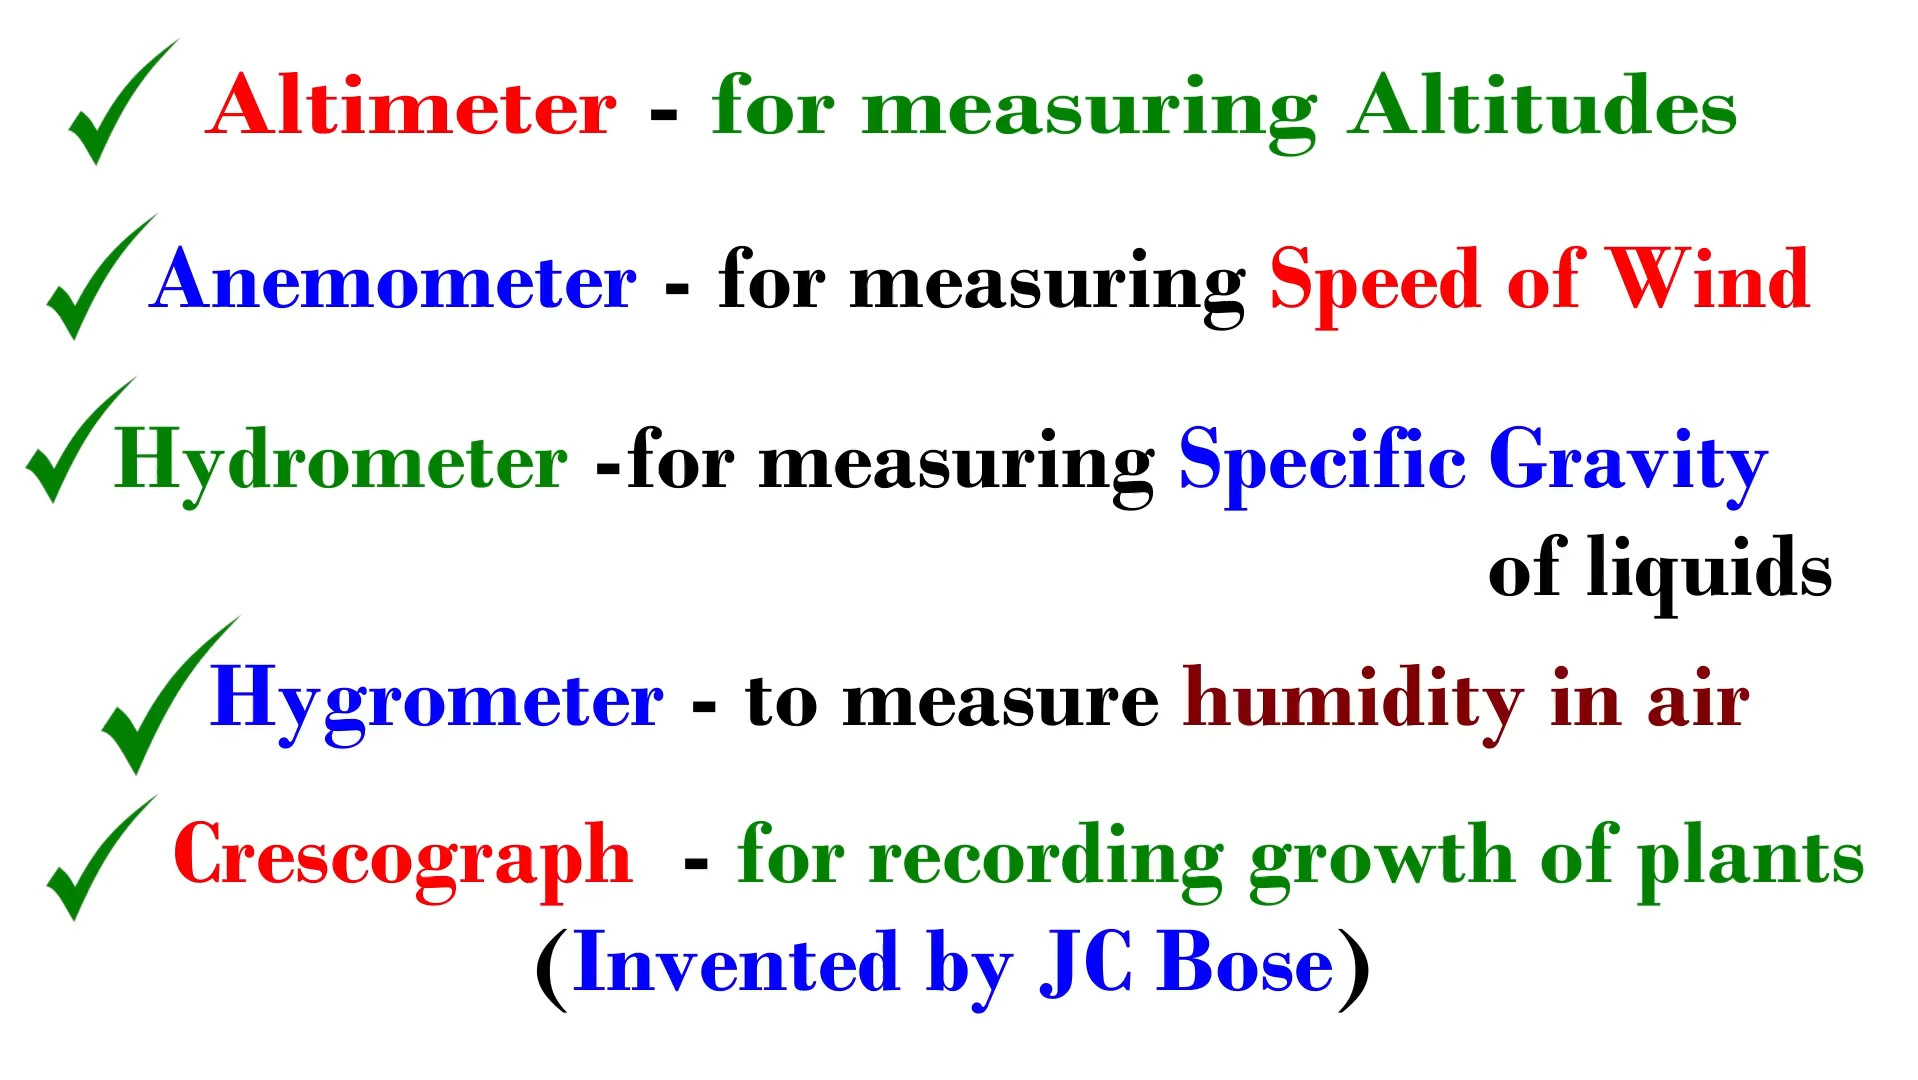 Altimeter - for measuring Altitudes
Anemometer - for measuring Speed of Wind
Hydrometer -for measuring Specific Gravity
of liquids
Hygrometer - to measure humidity in air
Crescograph - for recording growth of plants
(Invented by JC Bose)